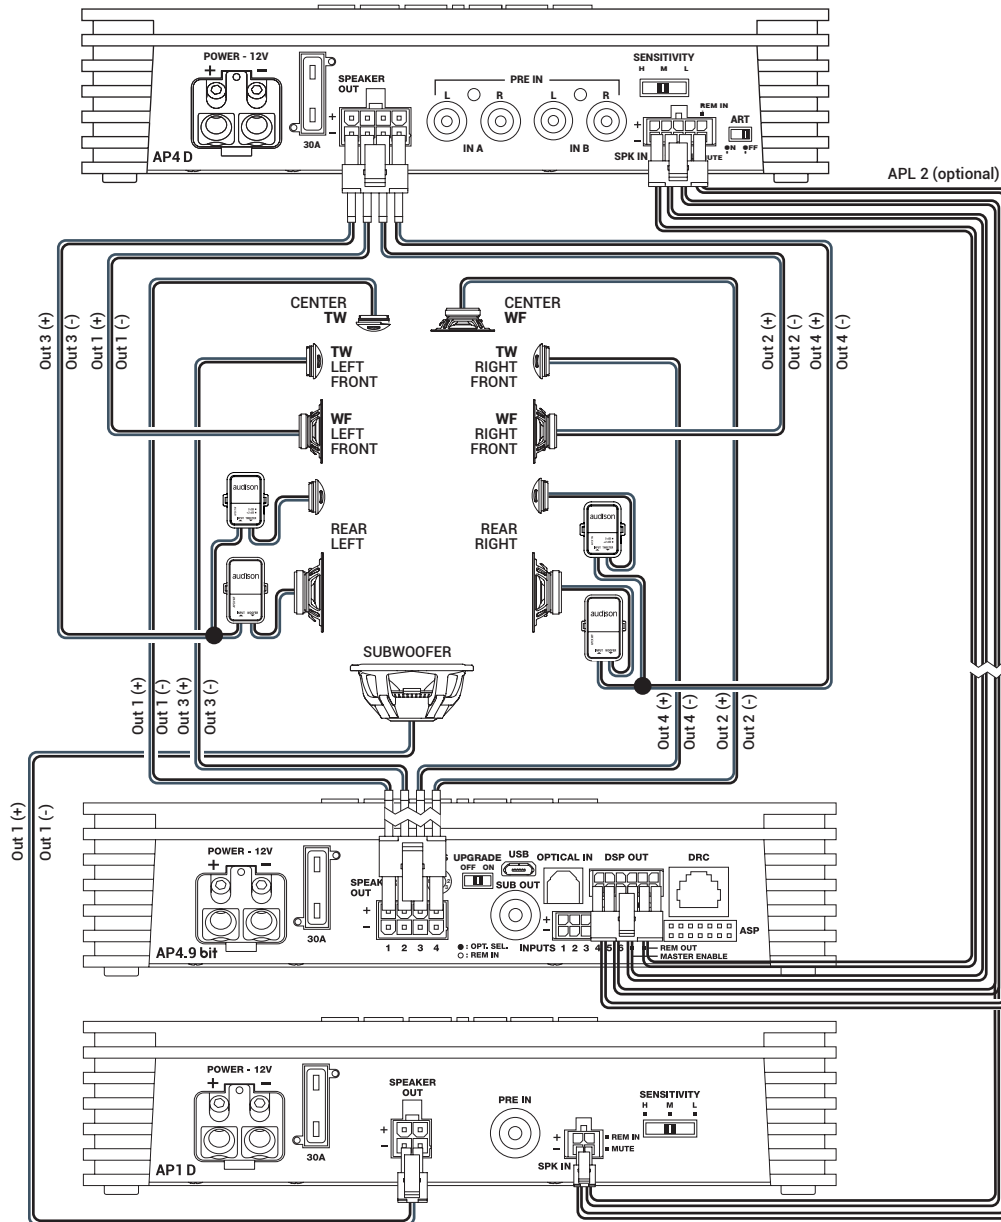 POWER - 12V
+ −
SPEAKER
OUT
+
−
30A
AP4 D
PRE IN
L R L R
IN A IN B
SENSITIVITY
H M L
REM IN
ART
ON OFF
+
−
SPK IN
UTE
APL 2 (optional)
Out 3 (+)
Out 3 (-)
Out 1 (+)
Out 1 (-)
CENTER
TW
CENTER
WF
TW
LEFT
FRONT
TW
RIGHT
FRONT
WF
LEFT
FRONT
WF
RIGHT
FRONT
Out 2 (+)
Out 2 (-)
Out 4 (+)
Out 4 (-)
audison
audison
REAR
LEFT
REAR
RIGHT
audison
audison
SUBWOOFER
Out 1 (+)
Out 1 (-)
Out 3 (+)
Out 3 (-)
Out 4 (+)
Out 4 (-)
Out 2 (+)
Out 2 (-)
Out 1 (+)
Out 1 (-)
POWER - 12V
+ −
30A
AP4.9 bit
SPEAK
OUT
+
−
1 2 3 4
UPGRADE
OFF ON
USB
OPTICAL IN
DSP OUT
DRC
SUB OUT
+
−
ASP
● : OPT. SEL.
○ : REM IN
INPUTS 1 2 3 4 5 6
REM OUT
MASTER ENABLE
POWER - 12V
+ −
30A
AP1 D
SPEAKER
OUT
+
−
PRE IN
+
−
REM IN
MUTE
SPK IN
SENSITIVITY
H M L